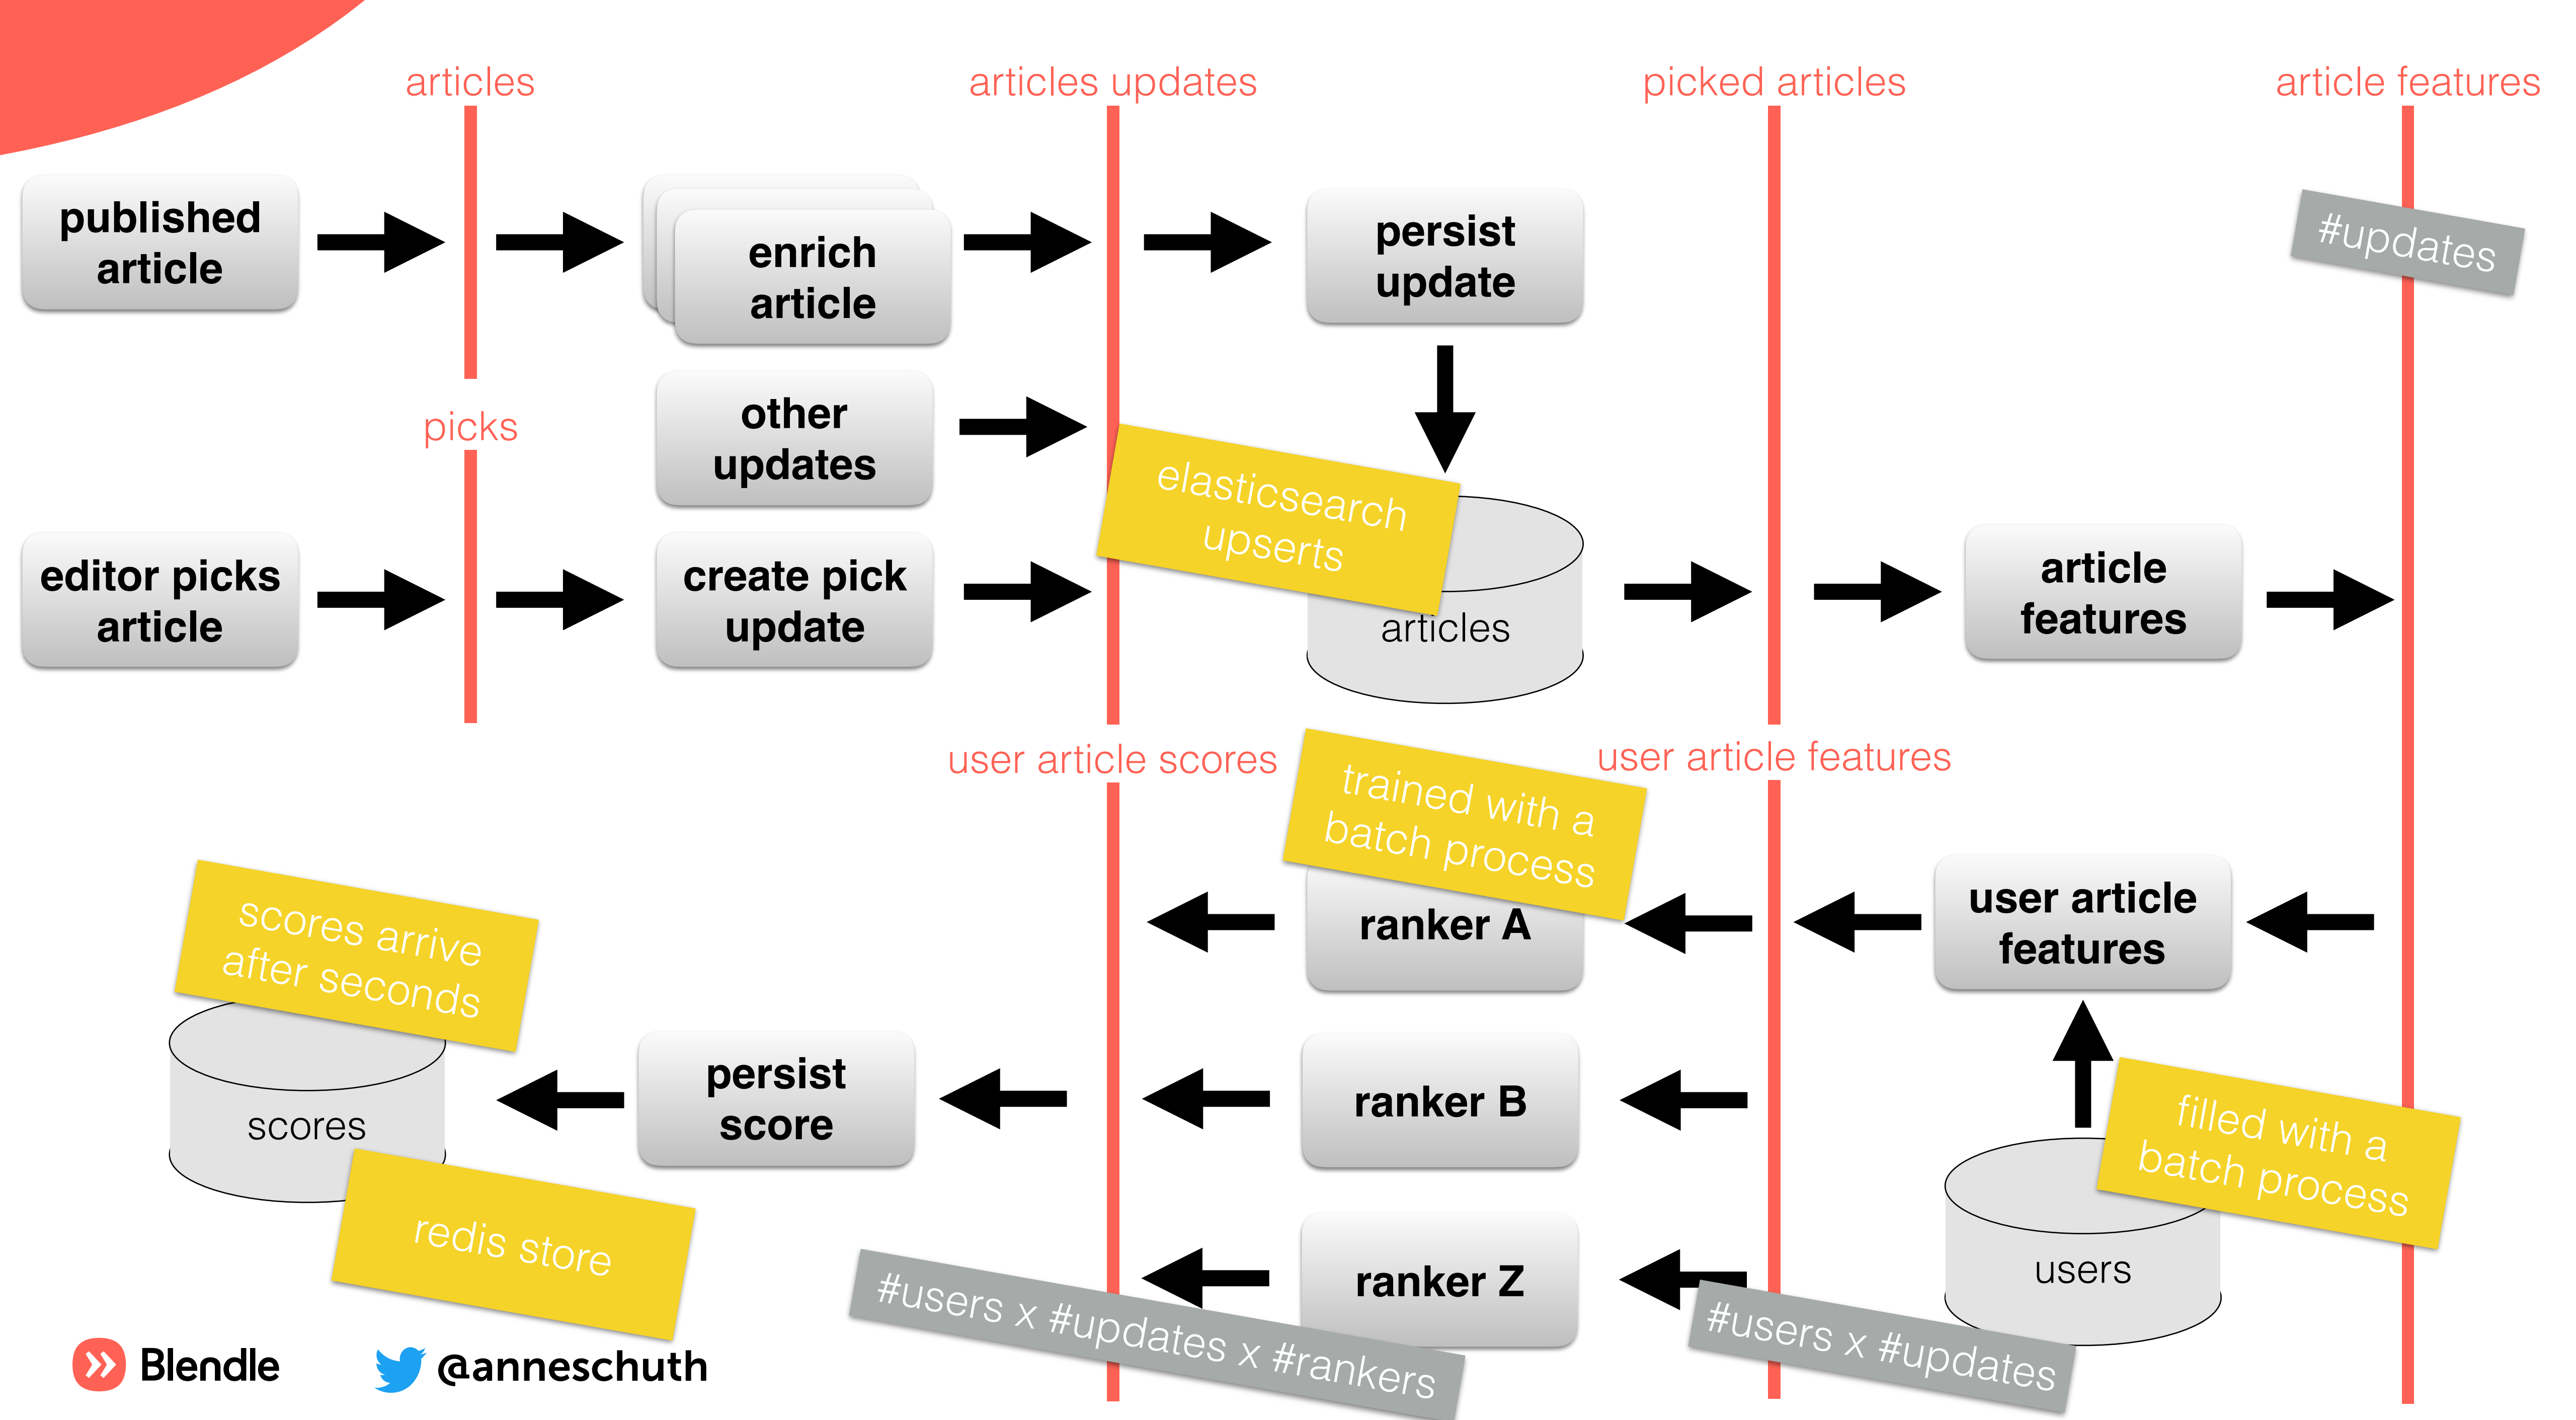 articles
articles updates
picked articles
article features
published
article
enrich
article
persist
update
#updates
picks
other
updates
elasticsearch
upserts
editor picks
article
create pick
update
articles
article
features
user article scores
trained with a
batch process
user article features
scores arrive
after seconds
ranker A
user article
features
scores
persist
score
ranker B
filled with a
batch process
redis store
ranker Z
users
#users x #updates x #rankers
#users x #updates
Blendle
@anneschuth